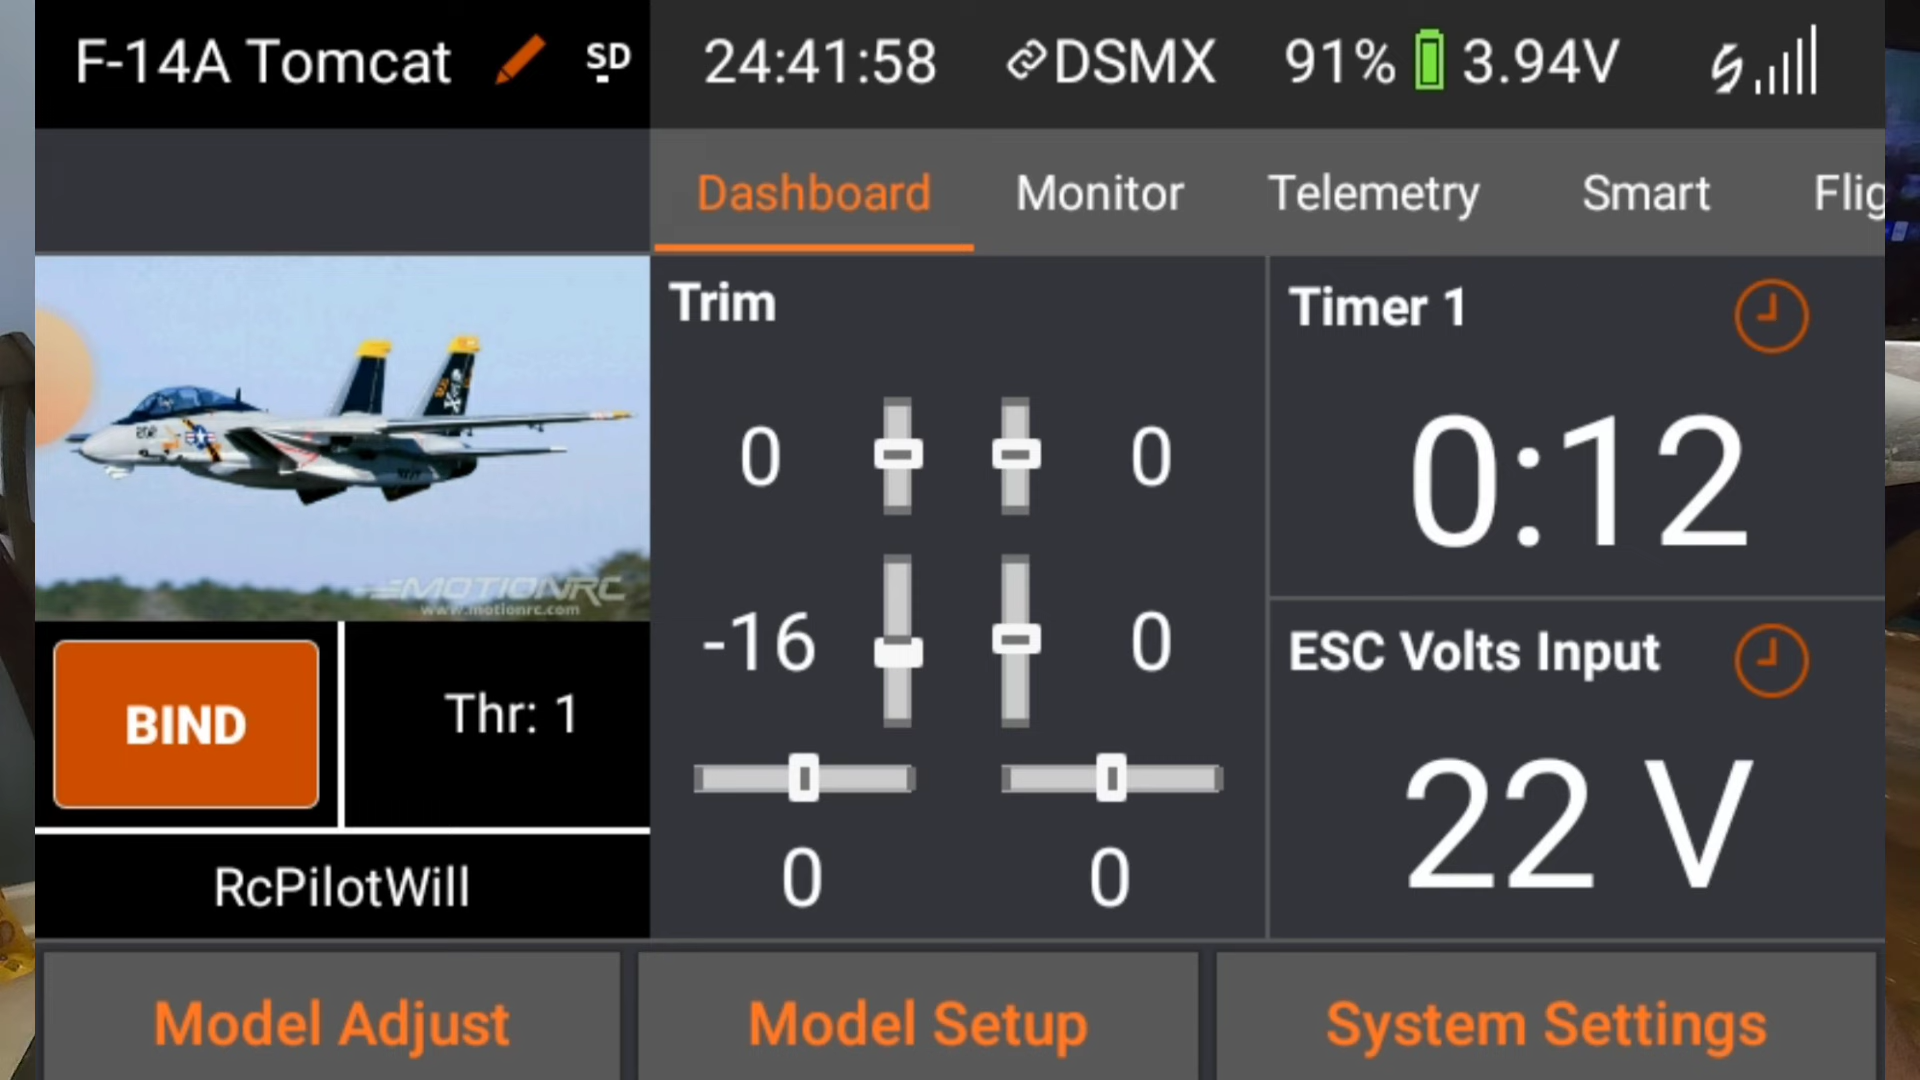 F-14A Tomcat
SD
24:41:58
DSMX
91%
3.94V
Dashboard
Monitor
Telemetry
Smart
Flig
MOTIONRC
www.motionrc.com
BIND
Thr: 1
RcPilotWill
Trim
0
0
-16
0
0
0
Timer 1
0:12
ESC Volts Input
22 V
Model Adjust
Model Setup
System Settings